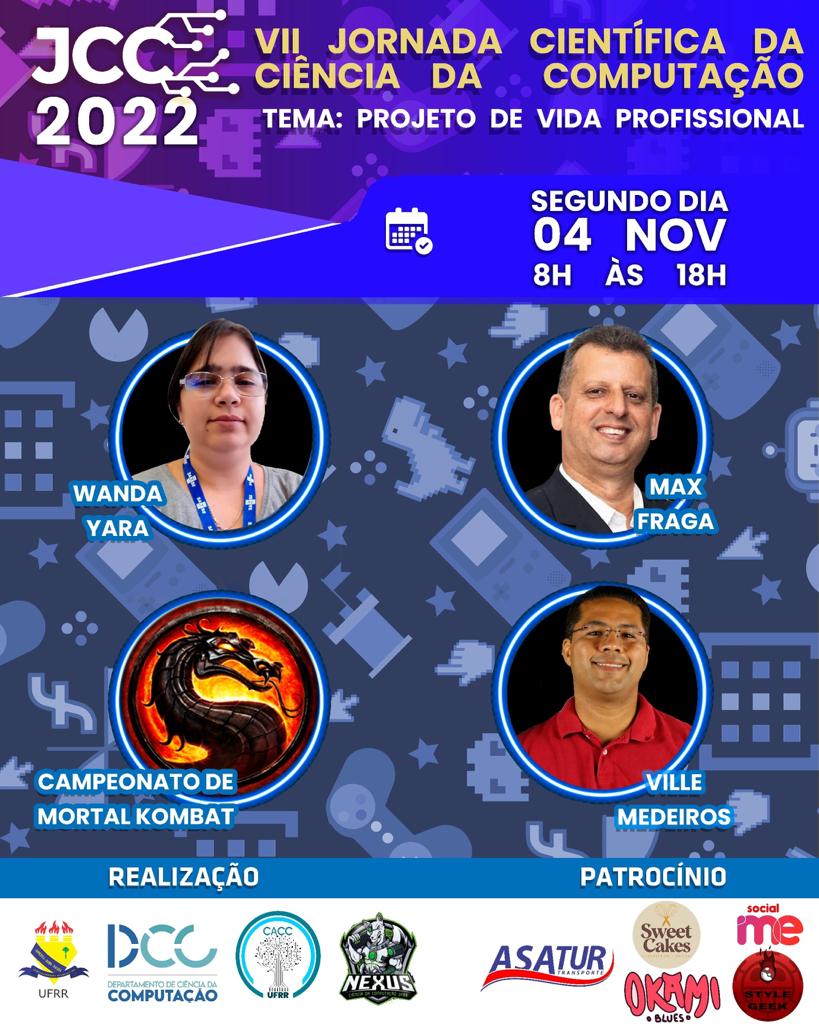 JCC
2022
VII JORNADA CIENTÍFICA DA
CIÊNCIA DA COMPUTAÇÃO
TEMA: PROJETO DE VIDA PROFISSIONAL
SEGUNDO DIA
04 NOV
8H ÀS 18H
WANDA
YARA
MAX
FRAGA
CAMPEONATO DE
MORTAL KOMBAT
VILLE
MEDEIROS
REALIZAÇÃO
PATROCÍNIO
UFRR
DCC
DEPARTAMENTO DE CIÊNCIA DA
COMPUTAÇÃO
CACC
UFRR
NEXUS
ASATUR
TRANSPORTE
Sweet
Cakes
social
me
OKAMI
BLUES
STYLE
GEEK